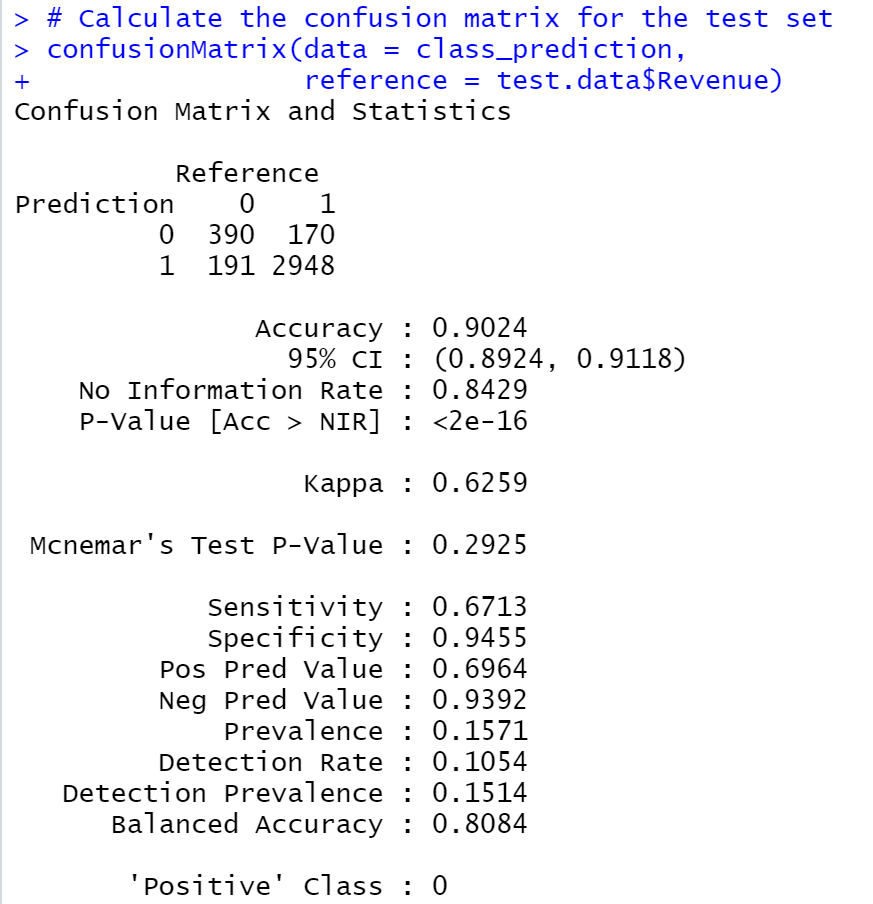 > # Calculate the confusion matrix for the test set
> confusionMatrix(data = class_prediction,
+                 reference = test.data$Revenue)
Confusion Matrix and Statistics

          Reference
Prediction    0    1
         0  390  170
         1  191 2948

               Accuracy : 0.9024
                 95% CI : (0.8924, 0.9118)
    No Information Rate : 0.8429
    P-Value [Acc > NIR] : <2e-16

                  Kappa : 0.6259

 Mcnemar's Test P-Value : 0.2925

            Sensitivity : 0.6713
            Specificity : 0.9455
         Pos Pred Value : 0.6964
         Neg Pred Value : 0.9392
             Prevalence : 0.1571
         Detection Rate : 0.1054
   Detection Prevalence : 0.1514
      Balanced Accuracy : 0.8084

       'Positive' Class : 0